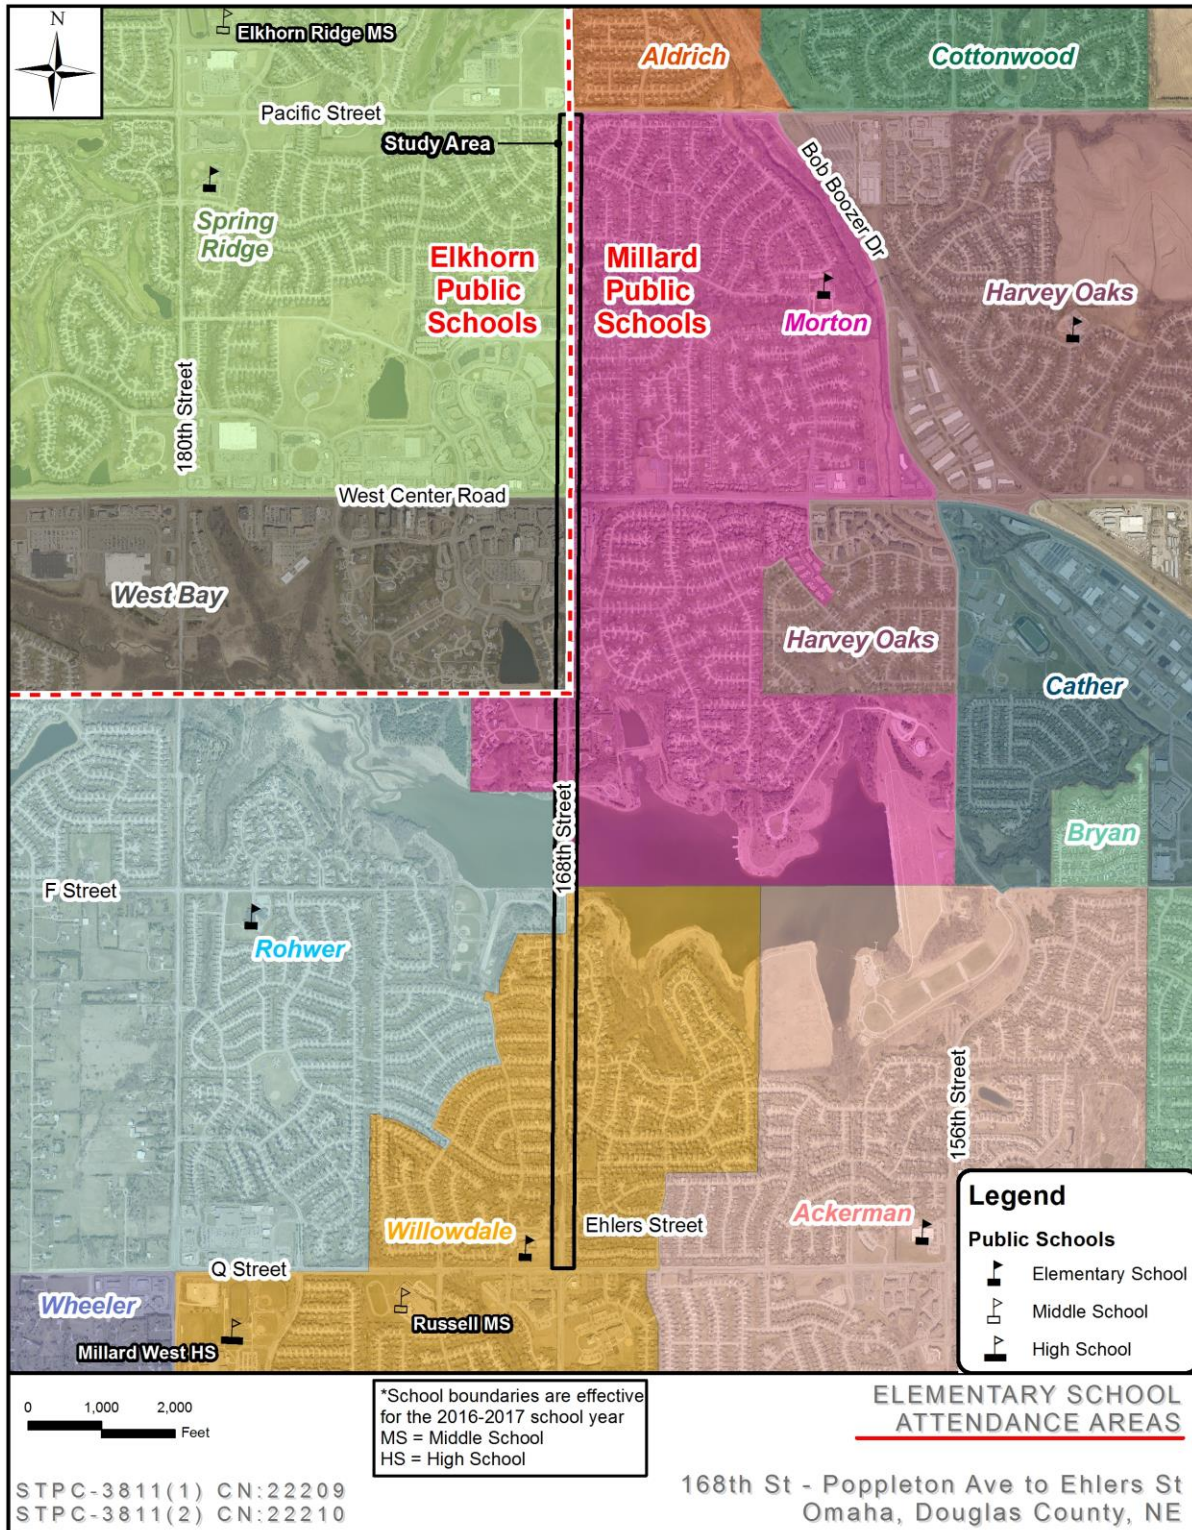 N
Elkhorn Ridge MS
Aldrich
Cottonwood
Pacific Street
Study Area
Bob Boozer Dr
Spring
Ridge
Elkhorn
Public
Schools
Millard
Public
Schools
Harvey Oaks
Morton
180th Street
West Center Road
West Bay
Harvey Oaks
Cather
168th Street
Bryan
F Street
Rohwer
156th Street
Willowdale
Ehlers Street
Ackerman
Q Street
Wheeler
Russell MS
Millard West HS
Legend
Public Schools
Elementary School
Middle School
High School
0 1,000 2,000
Feet
*School boundaries are effective
for the 2016-2017 school year
MS = Middle School
HS = High School
ELEMENTARY SCHOOL
ATTENDANCE AREAS
STPC-3811(1) CN:22209
STPC-3811(2) CN:22210
168th St - Poppleton Ave to Ehlers St
Omaha, Douglas County, NE